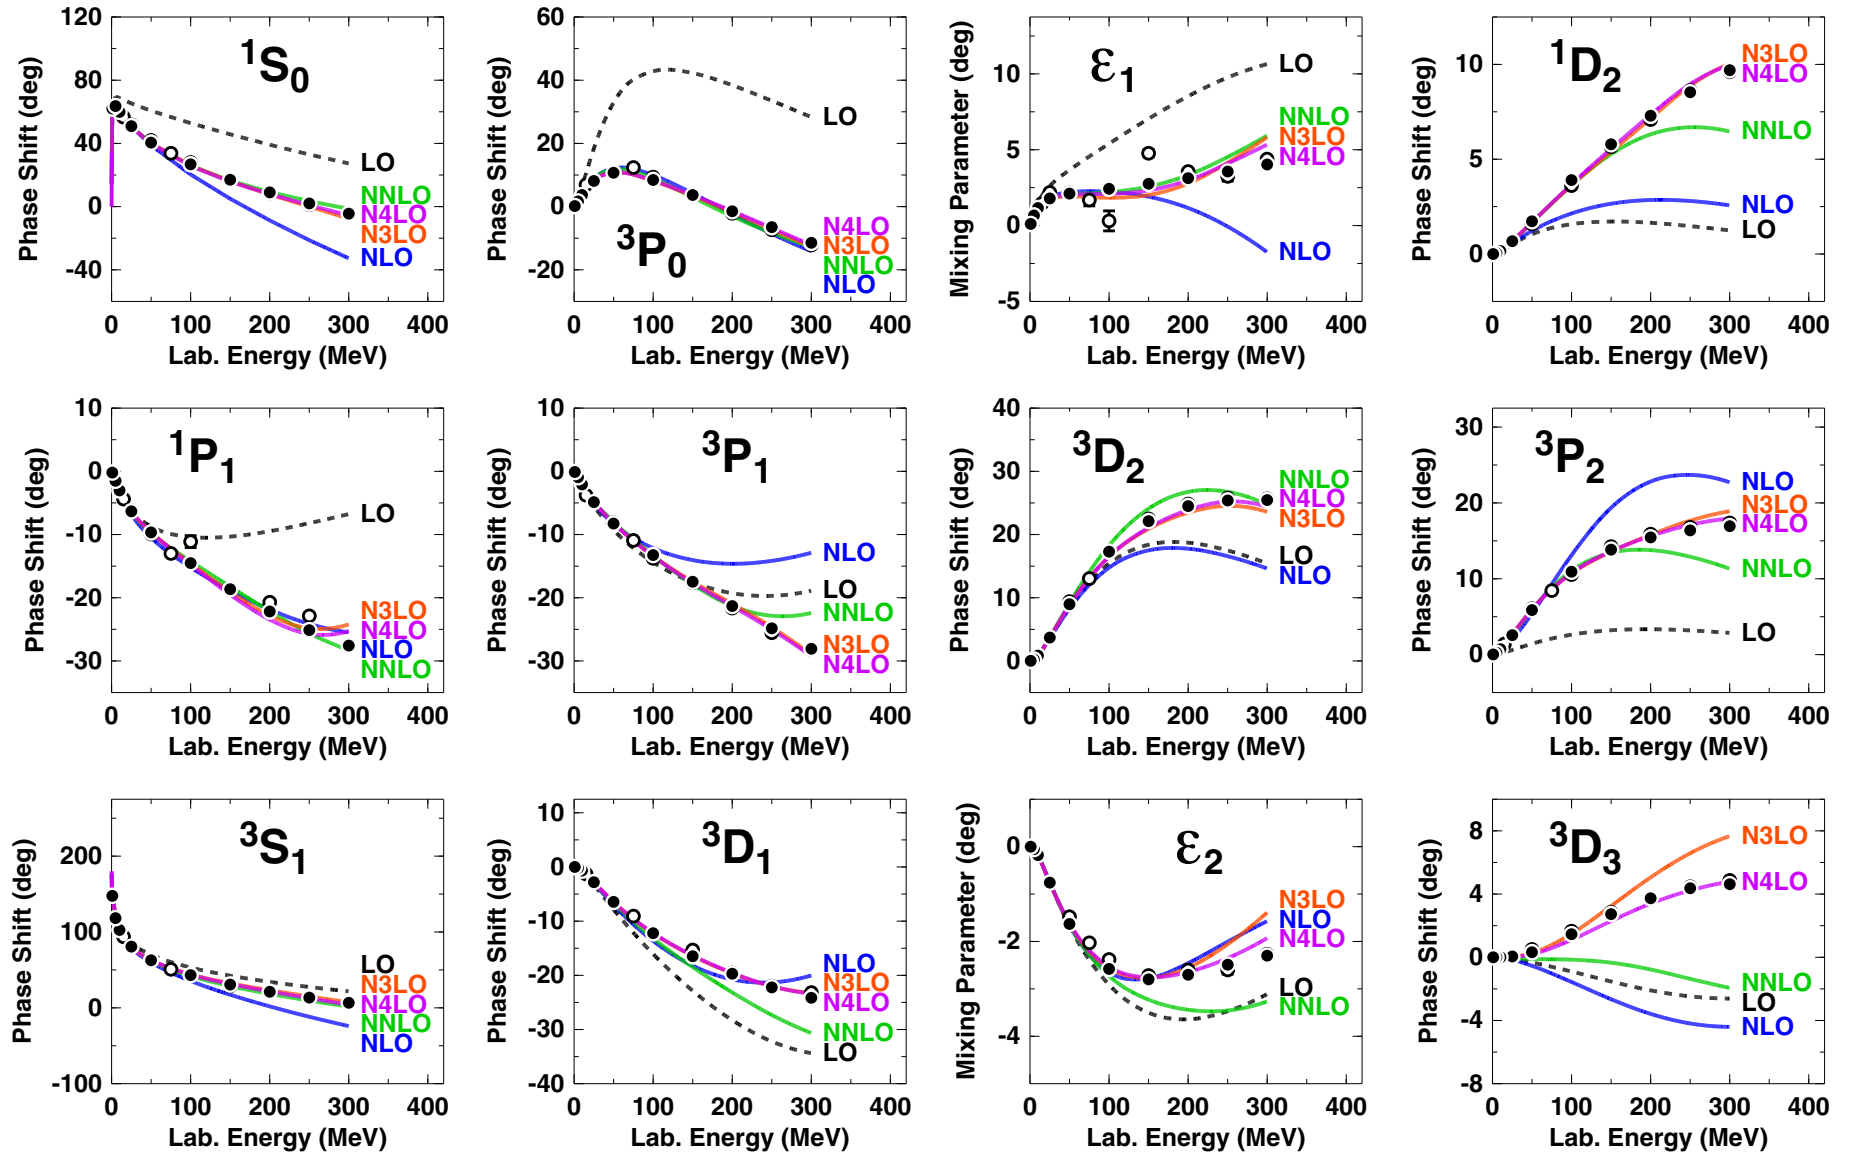 120
80
40
0
-40
Phase Shift (deg)
¹S₀
LO
NNLO
N4LO
N3LO
NLO
0 100 200 300 400
Lab. Energy (MeV)
60
40
20
0
-20
Phase Shift (deg)
³P₀
LO
N4LO
N3LO
NNLO
NLO
0 100 200 300 400
Lab. Energy (MeV)
10
5
0
-5
Mixing Parameter (deg)
ε₁
LO
NNLO
N3LO
N4LO
NLO
0 100 200 300 400
Lab. Energy (MeV)
10
5
0
Phase Shift (deg)
¹D₂
N3LO
N4LO
NNLO
NLO
LO
0 100 200 300 400
Lab. Energy (MeV)
10
0
-10
-20
-30
Phase Shift (deg)
¹P₁
LO
N3LO
N4LO
NLO
NNLO
0 100 200 300 400
Lab. Energy (MeV)
10
0
-10
-20
-30
Phase Shift (deg)
³P₁
NLO
LO
NNLO
N3LO
N4LO
0 100 200 300 400
Lab. Energy (MeV)
40
30
20
10
0
Phase Shift (deg)
³D₂
NNLO
N4LO
N3LO
LO
NLO
0 100 200 300 400
Lab. Energy (MeV)
30
20
10
0
Phase Shift (deg)
³P₂
NLO
N3LO
N4LO
NNLO
LO
0 100 200 300 400
Lab. Energy (MeV)
200
100
0
-100
Phase Shift (deg)
³S₁
LO
N3LO
N4LO
NNLO
NLO
0 100 200 300 400
Lab. Energy (MeV)
10
0
-10
-20
-30
-40
Phase Shift (deg)
³D₁
NLO
N3LO
N4LO
NNLO
LO
0 100 200 300 400
Lab. Energy (MeV)
0
-2
-4
Mixing Parameter (deg)
ε₂
N3LO
NLO
N4LO
LO
NNLO
0 100 200 300 400
Lab. Energy (MeV)
8
4
0
-4
-8
Phase Shift (deg)
³D₃
N3LO
N4LO
NNLO
LO
NLO
0 100 200 300 400
Lab. Energy (MeV)